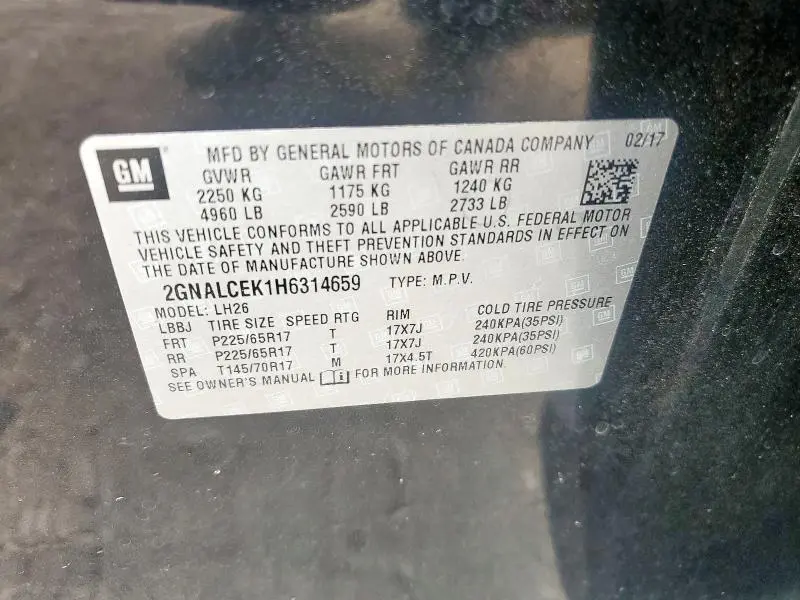 GM
MFD BY GENERAL MOTORS OF CANADA COMPANY 02/17
GVWR GAWR FRT GAWR RR
2250 KG 1175 KG 1240 KG
4960 LB 2590 LB 2733 LB
THIS VEHICLE CONFORMS TO ALL APPLICABLE U.S. FEDERAL MOTOR
VEHICLE SAFETY AND THEFT PREVENTION STANDARDS IN EFFECT ON
THE DATE OF MANUFACTURE SHOWN ABOVE.
2GNALCEK1H6314659 TYPE: M.P.V.
MODEL: LH26
LBBJ TIRE SIZE SPEED RTG RIM COLD TIRE PRESSURE
FRT P225/65R17 T 17X7J 240KPA(35PSI)
RR P225/65R17 T 17X7J 240KPA(35PSI)
SPA T145/70R17 M 17X4.5T 420KPA(60PSI)
SEE OWNER'S MANUAL i FOR MORE INFORMATION.